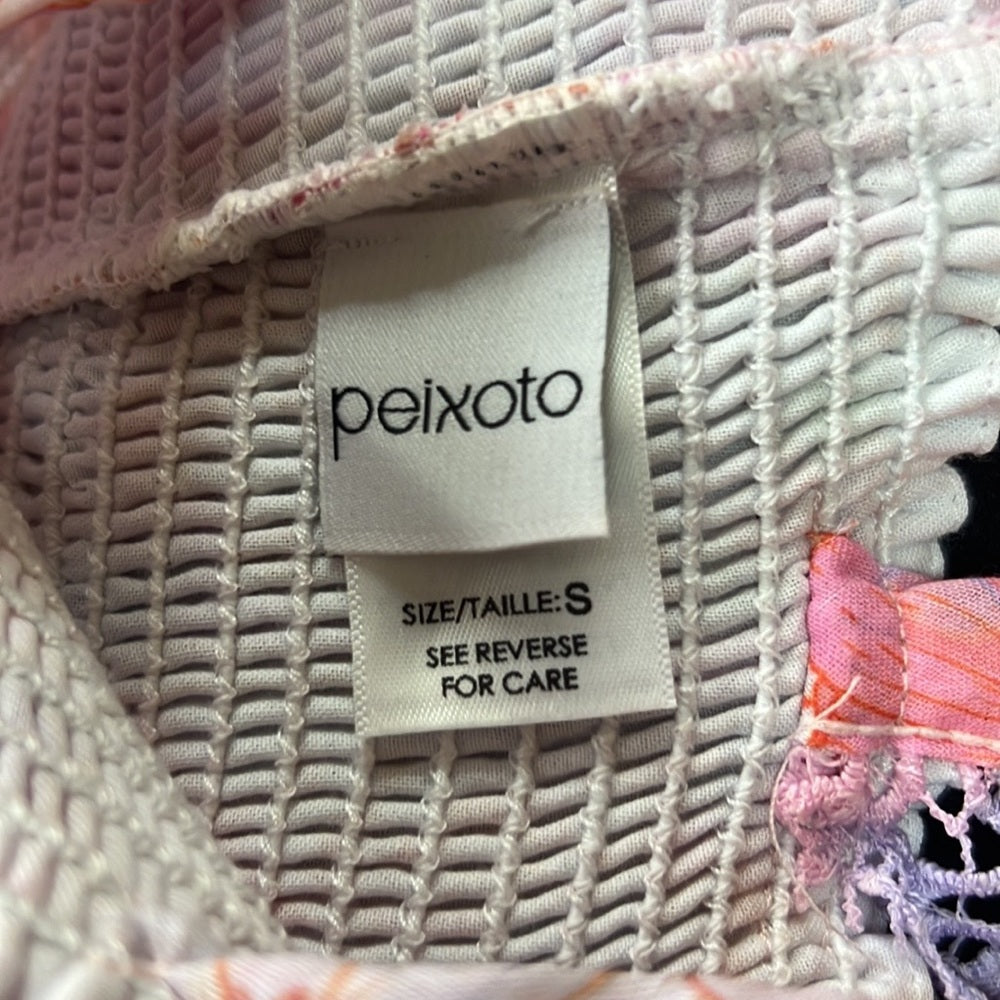 peixoto
SIZE/TAILLE: S
SEE REVERSE
FOR CARE